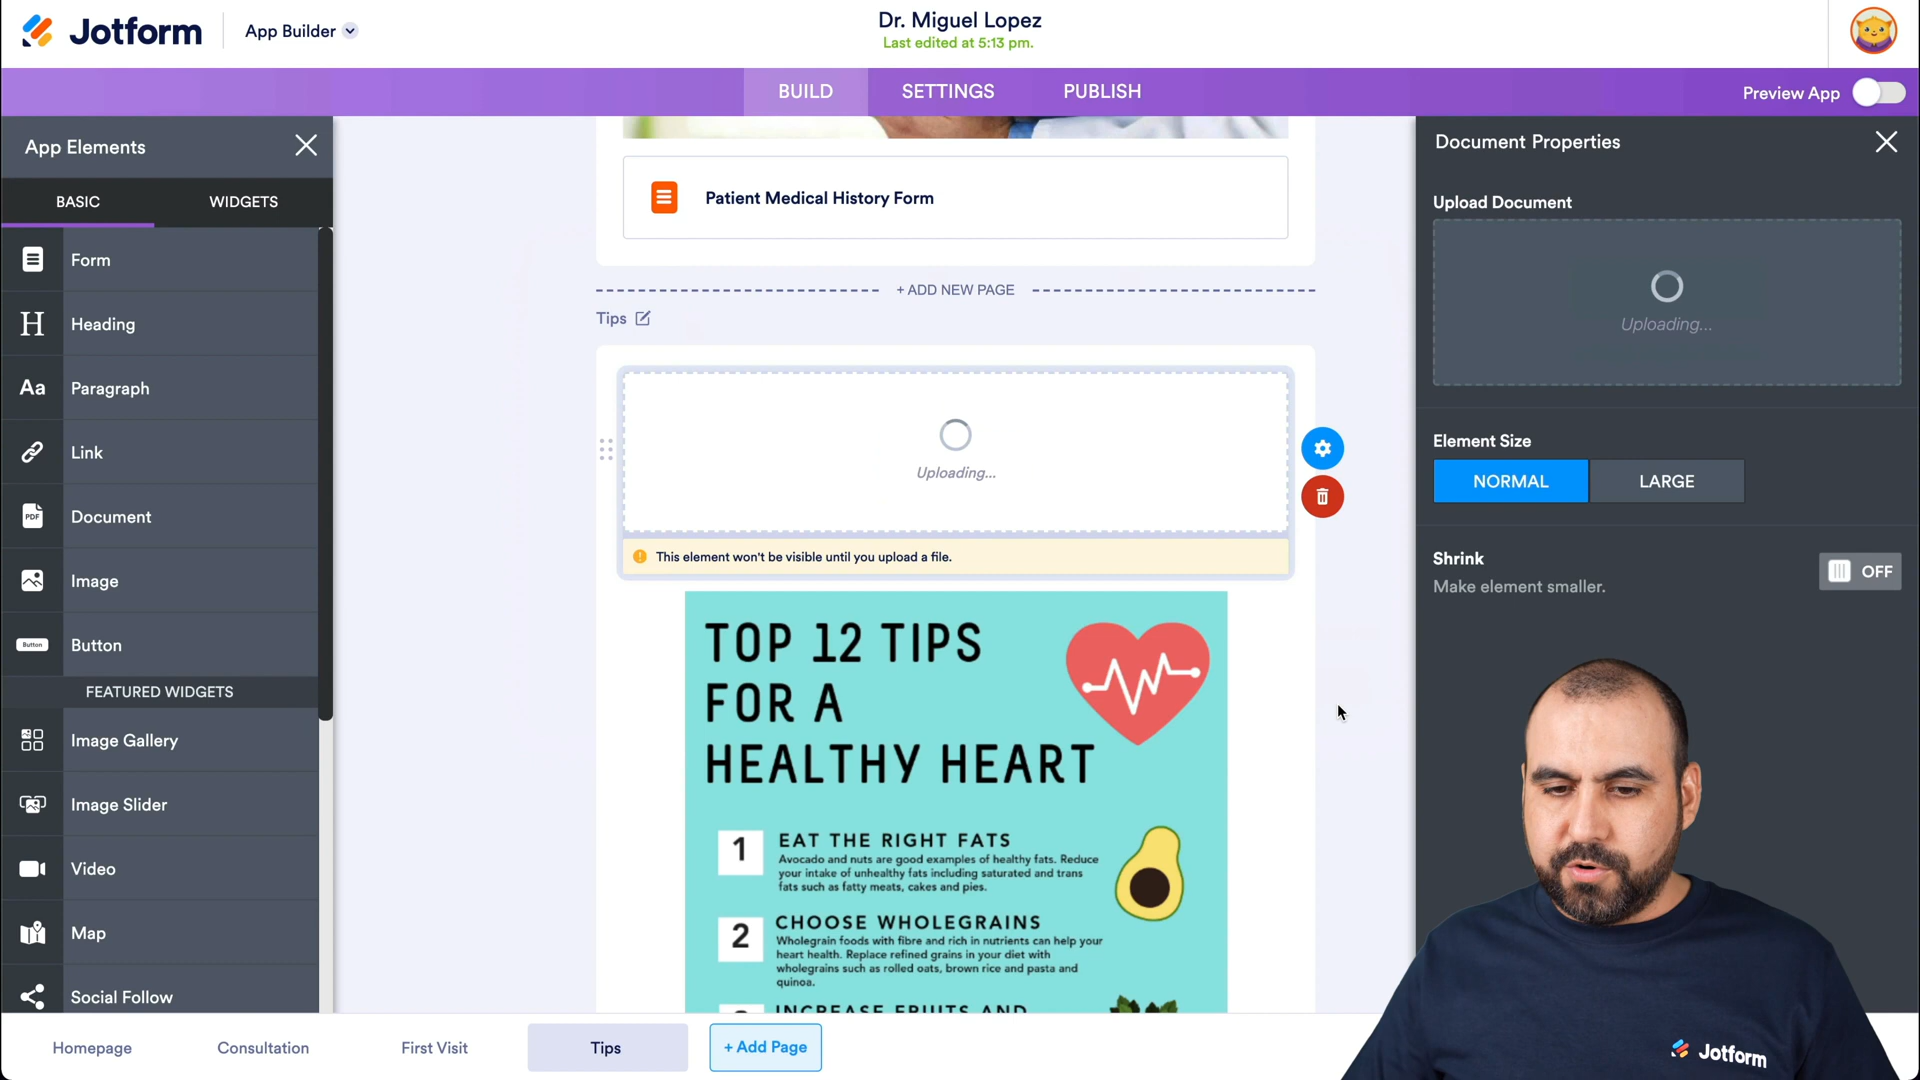 Jotform
App Builder
Dr. Miguel Lopez
Last edited at 5:13 pm.
BUILD
SETTINGS
PUBLISH
Preview App
App Elements
BASIC
WIDGETS
Form
H Heading
Aa Paragraph
Link
PDF Document
Image
Button Button
FEATURED WIDGETS
Image Gallery
Image Slider
Video
Map
Social Follow
Patient Medical History Form
+ ADD NEW PAGE
Tips
Uploading...
This element won't be visible until you upload a file.
TOP 12 TIPS
FOR A
HEALTHY HEART
1 EAT THE RIGHT FATS
Avocado and nuts are good examples of healthy fats. Reduce
your intake of unhealthy fats including saturated and trans
fats such as fatty meats, cakes and pies.
2 CHOOSE WHOLEGRAINS
Wholegrain foods with fibre and rich in nutrients can help your
heart health. Replace refined grains in your diet with
wholegrains such as rolled oats, brown rice and pasta and
quinoa.
INCREASE FRUITS AND
Document Properties
Upload Document
Uploading...
Element Size
NORMAL
LARGE
Shrink
Make element smaller.
OFF
Homepage
Consultation
First Visit
Tips
+ Add Page
Jotform